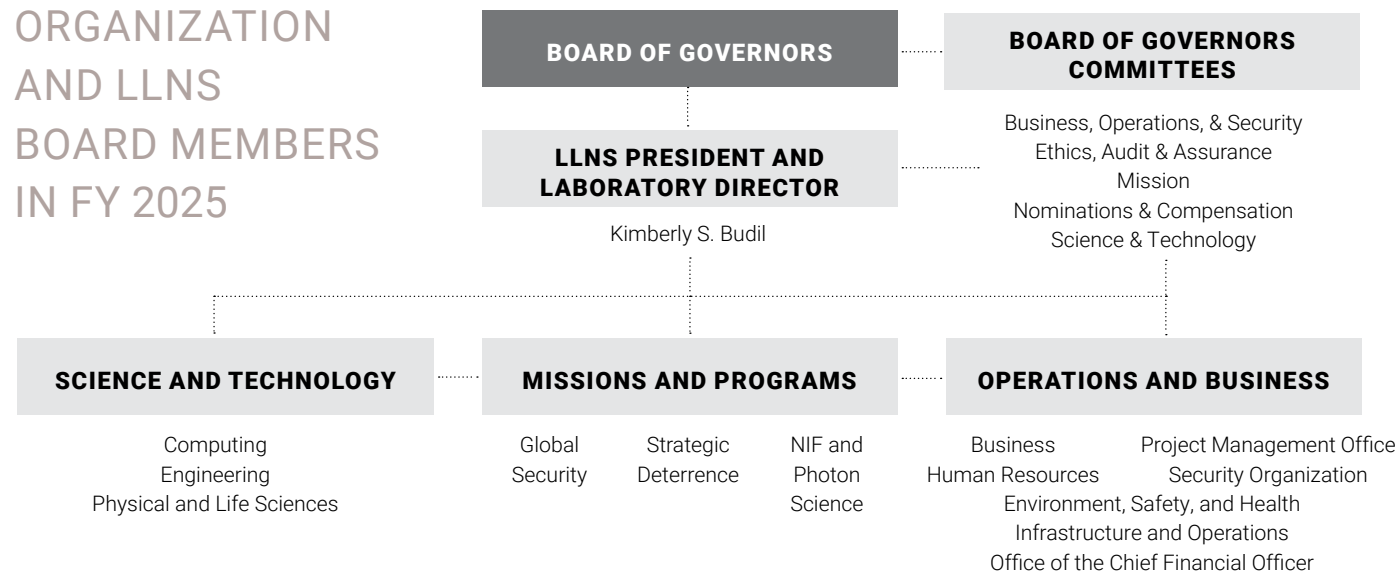 ORGANIZATION
AND LLNS
BOARD MEMBERS
IN FY 2025
BOARD OF GOVERNORS
BOARD OF GOVERNORS
COMMITTEES
Business, Operations, & Security
Ethics, Audit & Assurance
Mission
Nominations & Compensation
Science & Technology
LLNS PRESIDENT AND
LABORATORY DIRECTOR
Kimberly S. Budil
SCIENCE AND TECHNOLOGY
Computing
Engineering
Physical and Life Sciences
MISSIONS AND PROGRAMS
Global
Security
Strategic
Deterrence
NIF and
Photon
Science
OPERATIONS AND BUSINESS
Business
Human Resources
Project Management Office
Security Organization
Environment, Safety, and Health
Infrastructure and Operations
Office of the Chief Financial Officer